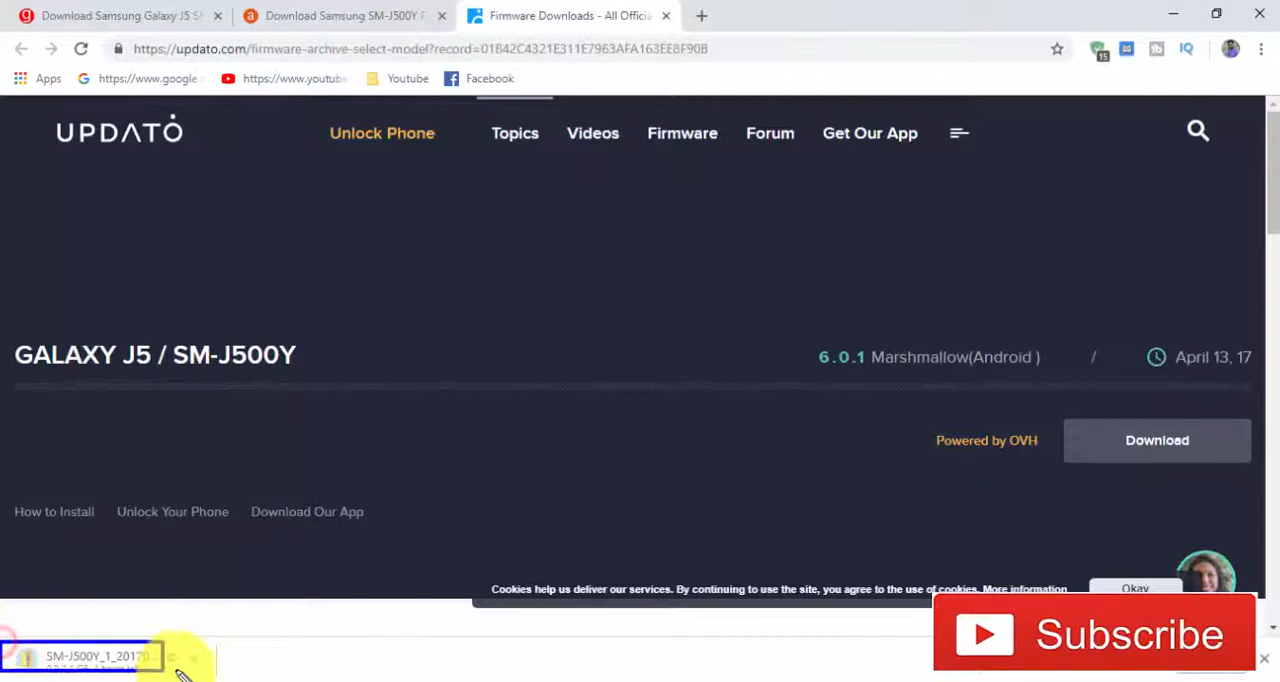 Download Samsung Galaxy J5 S
Download Samsung SM-J500Y F
Firmware Downloads - All Offici
https://updato.com/firmware-archive-select-model?record=01842C4321E311E7963AFA163EE8F90B
15
Apps
https://www.google
https://www.youtube
Youtube
Facebook
UPDATO
Unlock Phone
Topics
Videos
Firmware
Forum
Get Our App
GALAXY J5 / SM-J500Y
6.0.1 Marshmallow(Android ) / April 13, 17
Powered by OVH
Download
How to Install
Unlock Your Phone
Download Our App
Cookies help us deliver our services. By continuing to use the site, you agree to the use of cookies. More information
Okay
Subscribe
SM-J500Y_1_20170...